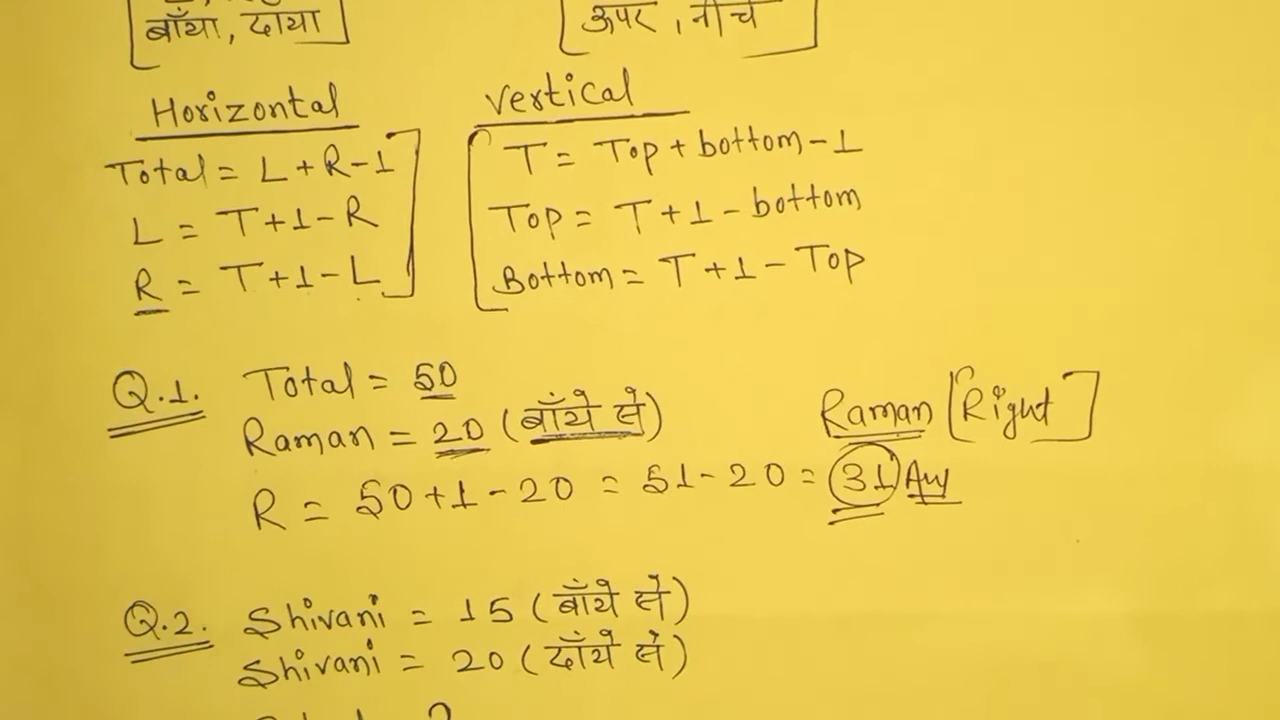 बाँया, दाया
ऊपर, नीचे
Horizontal
Total = L+R-1
L = T+1-R
R = T+1-L
Vertical
T = Top + bottom - 1
Top = T+1-bottom
Bottom = T+1-Top
Q.1. Total = 50
Raman = 20 (बाँये से)
Raman [Right]
R = 50+1-20 = 51-20 = 31 Ans
Q.2. Shivani = 15 (बाँये से)
Shivani = 20 (दाँये से)